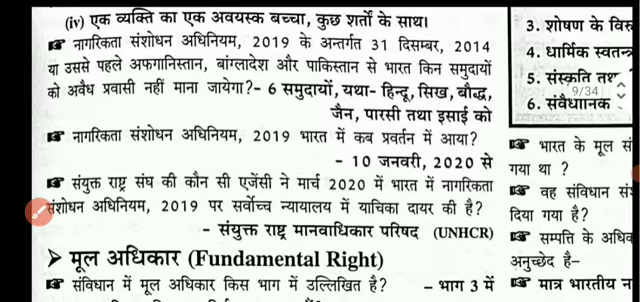 (iv) एक व्यक्ति का एक अवयस्क बच्चा, कुछ शर्तों के साथ।
☞ नागरिकता संशोधन अधिनियम, 2019 के अन्तर्गत 31 दिसम्बर, 2014
या उससे पहले अफगानिस्तान, बांग्लादेश और पाकिस्तान से भारत किन समुदायों
को अवैध प्रवासी नहीं माना जायेगा?- 6 समुदायों, यथा- हिन्दू, सिख, बौद्ध,
जैन, पारसी तथा इसाई को
☞ नागरिकता संशोधन अधिनियम, 2019 भारत में कब प्रवर्तन में आया?
- 10 जनवरी, 2020 से
☞ संयुक्त राष्ट्र संघ की कौन सी एजेंसी ने मार्च 2020 में भारत में नागरिकता
संशोधन अधिनियम, 2019 पर सर्वोच्च न्यायालय में याचिका दायर की है?
- संयुक्त राष्ट्र मानवाधिकार परिषद (UNHCR)
➤ मूल अधिकार (Fundamental Right)
☞ संविधान में मूल अधिकार किस भाग में उल्लिखित है? - भाग 3 में
3. शोषण के
4. धार्मिक
5. संस्कृति
9/34
6.
☞ भारत के मूल
गया था ?
☞ वह संविधान
दिया गया है?
☞ सम्पत्ति के
अनुच्छेद है–
☞ मात्र भारतीय